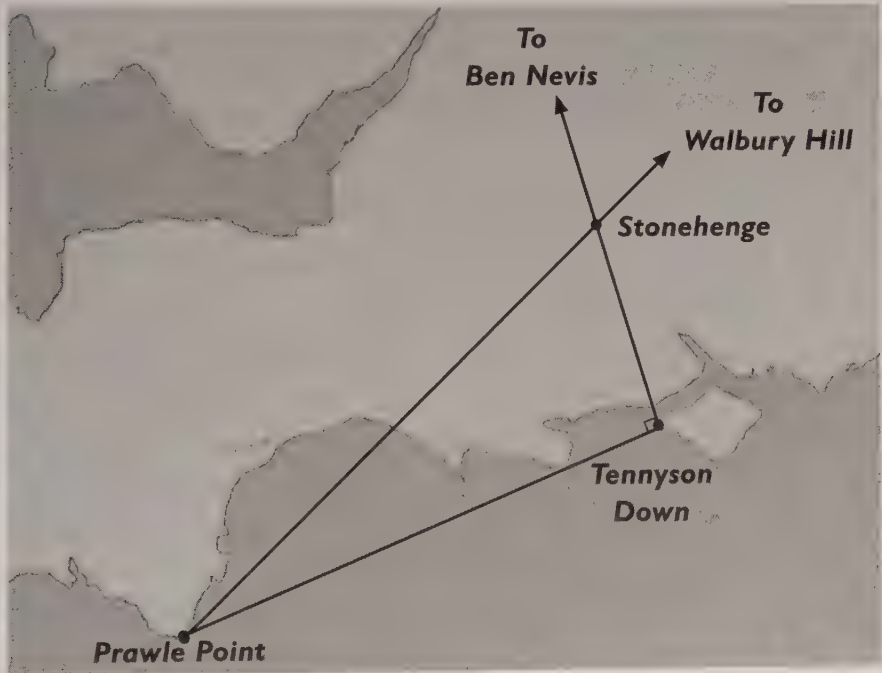 To
Ben Nevis
To
Walbury Hill
Stonehenge
Tennyson
Down
Prawle Point